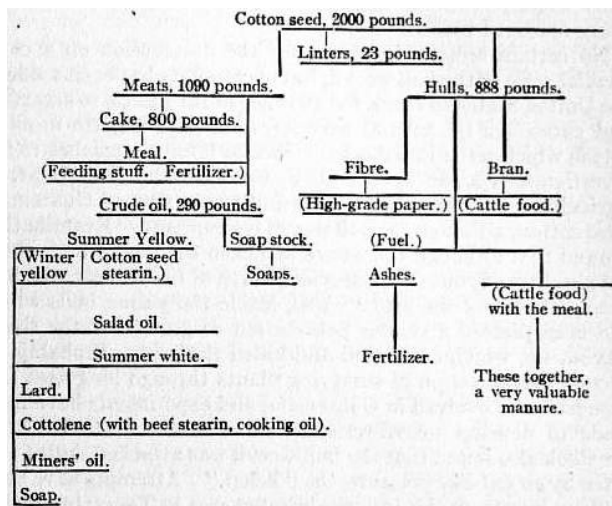 Cotton seed, 2000 pounds.
Linters, 23 pounds.
Meats, 1090 pounds.
Hulls, 888 pounds.
Cake, 800 pounds.
Meal.
(Feeding stuff. Fertilizer.)
Fibre.
Bran.
(High-grade paper.)
(Cattle food.)
Crude oil, 290 pounds.
Summer Yellow.
Soap stock.
(Fuel.)
(Winter Cotton seed
yellow stearin.)
Soaps.
Ashes.
(Cattle food)
with the meal.
Salad oil.
Summer white.
Fertilizer.
These together,
a very valuable
manure.
Lard.
Cottolene (with beef stearin, cooking oil).
Miners' oil.
Soap.